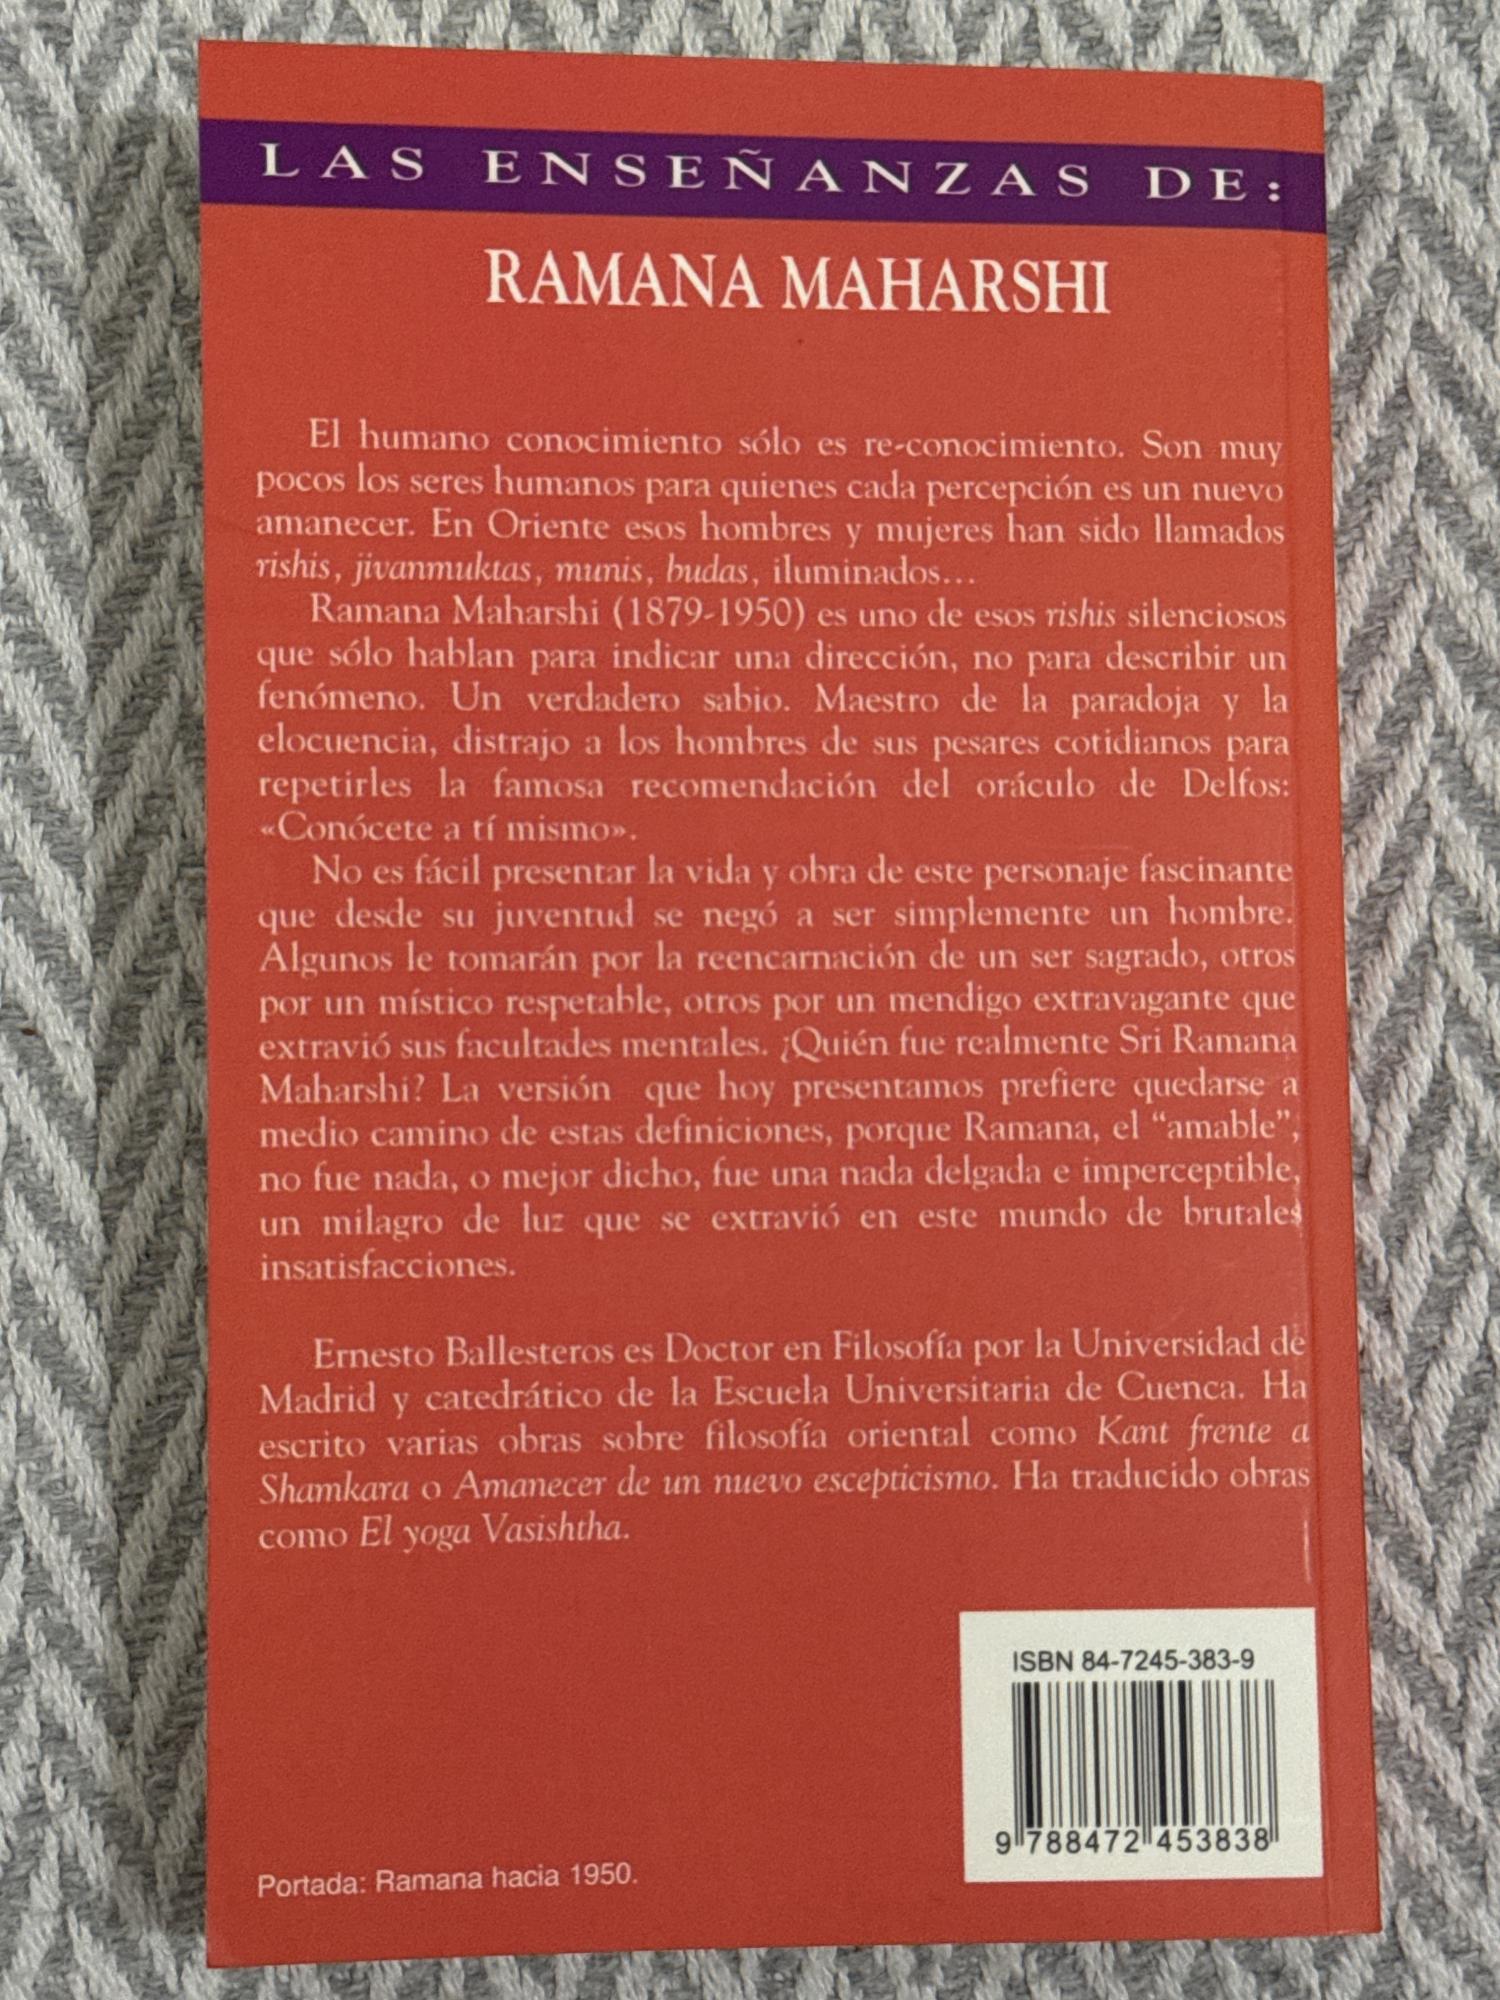 LAS ENSEÑANZAS DE:
RAMANA MAHARSHI
El humano conocimiento sólo es re-conocimiento. Son muy
pocos los seres humanos para quienes cada percepción es un nuevo
amanecer. En Oriente esos hombres y mujeres han sido llamados
rishis, jivanmuktas, munis, budas, iluminados...
Ramana Maharshi (1879-1950) es uno de esos rishis silenciosos
que sólo hablan para indicar una dirección, no para describir un
fenómeno. Un verdadero sabio. Maestro de la paradoja y la
elocuencia, distrajo a los hombres de sus pesares cotidianos para
repetirles la famosa recomendación del oráculo de Delfos:
«Conócete a tí mismo».
No es fácil presentar la vida y obra de este personaje fascinante
que desde su juventud se negó a ser simplemente un hombre.
Algunos le tomarán por la reencarnación de un ser sagrado, otros
por un místico respetable, otros por un mendigo extravagante que
extravió sus facultades mentales. ¿Quién fue realmente Sri Ramana
Maharshi? La versión que hoy presentamos prefiere quedarse a
medio camino de estas definiciones, porque Ramana, el “amable”,
no fue nada, o mejor dicho, fue una nada delgada e imperceptible,
un milagro de luz que se extravió en este mundo de brutales
insatisfacciones.
Ernesto Ballesteros es Doctor en Filosofía por la Universidad de
Madrid y catedrático de la Escuela Universitaria de Cuenca. Ha
escrito varias obras sobre filosofía oriental como Kant frente a
Shamkara o Amanecer de un nuevo escepticismo. Ha traducido obras
como El yoga Vasishtha.
ISBN 84-7245-383-9
9 788472 453838
Portada: Ramana hacia 1950.